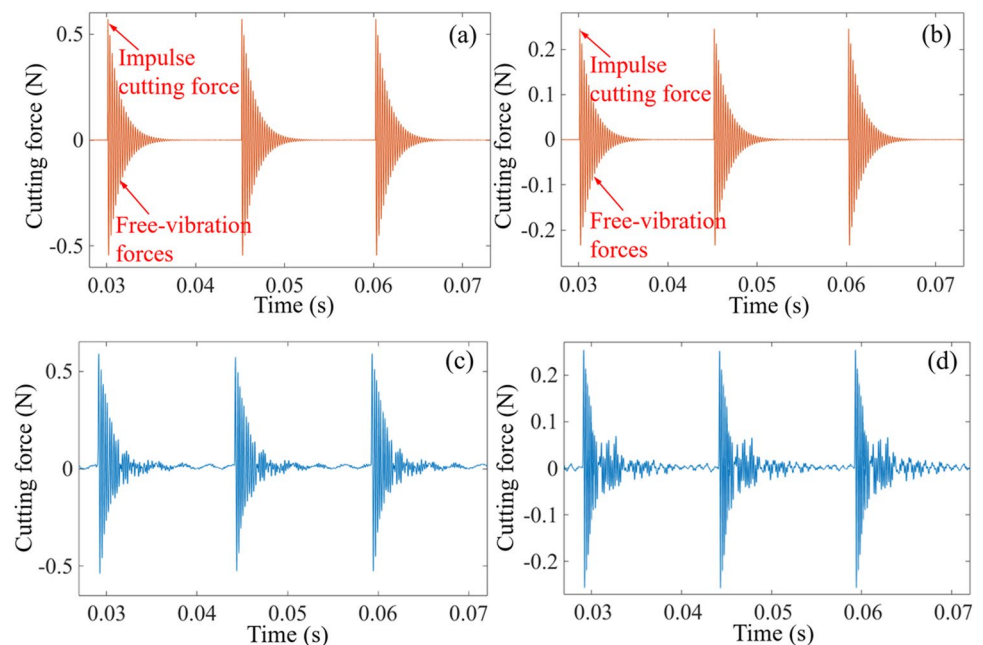 (a)
Cutting force (N)
0.5
0
-0.5
Impulse
cutting force
Free-vibration
forces
0.03 0.04 0.05 0.06 0.07
Time (s)
(b)
Cutting force (N)
0.2
0.1
0
-0.1
-0.2
Impulse
cutting force
Free-vibration
forces
0.03 0.04 0.05 0.06 0.07
Time (s)
(c)
Cutting force (N)
0.5
0
-0.5
0.03 0.04 0.05 0.06 0.07
Time (s)
(d)
Cutting force (N)
0.2
0.1
0
-0.1
-0.2
0.03 0.04 0.05 0.06 0.07
Time (s)